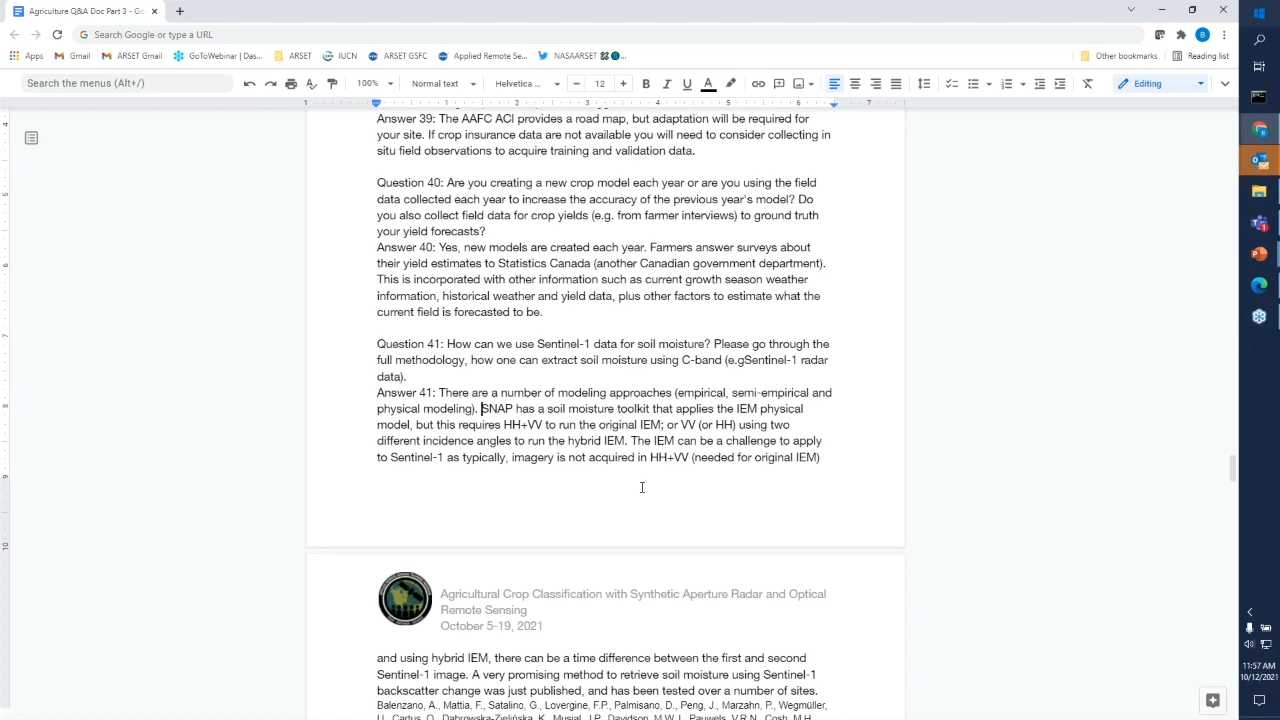 Agriculture Q&A Doc Part 3 - Go
Search Google or type a URL
Apps
Gmail
ARSET Gmail
GoToWebinar | Das...
ARSET
IUCN
ARSET GSFC
Applied Remote Se...
NASAARSET
Other bookmarks
Reading list
Search the menus (Alt+/)
100%
Normal text
Helvetica ...
12
Editing
Answer 39: The AAFC ACI provides a road map, but adaptation will be required for
your site. If crop insurance data are not available you will need to consider collecting in
situ field observations to acquire training and validation data.
Question 40: Are you creating a new crop model each year or are you using the field
data collected each year to increase the accuracy of the previous year's model? Do
you also collect field data for crop yields (e.g. from farmer interviews) to ground truth
your yield forecasts?
Answer 40: Yes, new models are created each year. Farmers answer surveys about
their yield estimates to Statistics Canada (another Canadian government department).
This is incorporated with other information such as current growth season weather
information, historical weather and yield data, plus other factors to estimate what the
current field is forecasted to be.
Question 41: How can we use Sentinel-1 data for soil moisture? Please go through the
full methodology, how one can extract soil moisture using C-band (e.gSentinel-1 radar
data).
Answer 41: There are a number of modeling approaches (empirical, semi-empirical and
physical modeling). SNAP has a soil moisture toolkit that applies the IEM physical
model, but this requires HH+VV to run the original IEM; or VV (or HH) using two
different incidence angles to run the hybrid IEM. The IEM can be a challenge to apply
to Sentinel-1 as typically, imagery is not acquired in HH+VV (needed for original IEM)
Agricultural Crop Classification with Synthetic Aperture Radar and Optical
Remote Sensing
October 5-19, 2021
and using hybrid IEM, there can be a time difference between the first and second
Sentinel-1 image. A very promising method to retrieve soil moisture using Sentinel-1
backscatter change was just published, and has been tested over a number of sites.
Balenzano, A., Mattia, F., Satalino, G., Lovergine, F.P., Palmisano, D., Peng, J., Marzahn, P., Wegmüller,
U., Cartus, O., Dąbrowska-Zielińska, K., Musial, J.P., Davidson, M.W.J., Pauwels, V.R.N., Cosh, M.H.
11:57 AM
10/12/2021